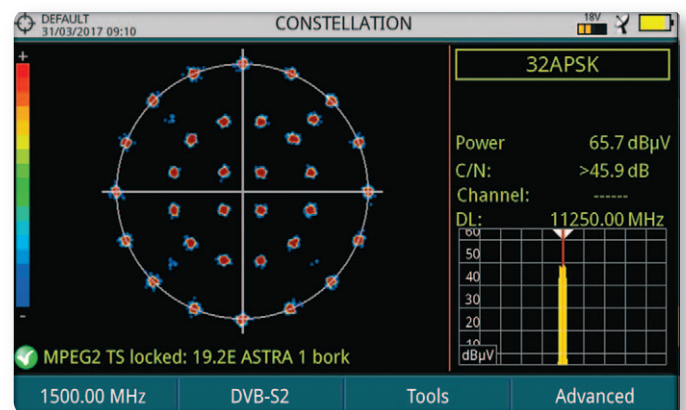 DEFAULT
31/03/2017 09:10
CONSTELLATION
18V
+
-
32APSK
Power 65.7 dBµV
C/N: >45.9 dB
Channel: ------
DL: 11250.00 MHz
60
50
40
30
20
10
dBµV
MPEG2 TS locked: 19.2E ASTRA 1 bork
1500.00 MHz DVB-S2 Tools Advanced